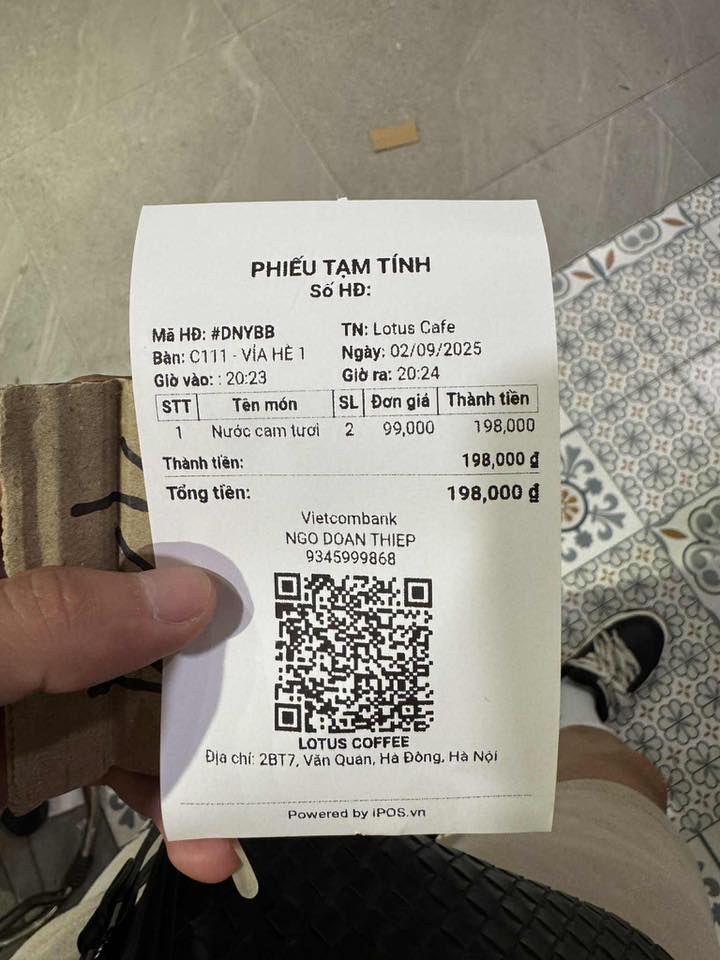 PHIẾU TẠM TÍNH
Số HĐ:
Mã HĐ: #DNYBB TN: Lotus Cafe
Bàn: C111 - VỈA HÈ 1 Ngày: 02/09/2025
Giờ vào: : 20:23 Giờ ra: 20:24
STT Tên món SL Đơn giá Thành tiền
1 Nước cam tươi 2 99,000 198,000
Thành tiền: 198,000 ₫
Tổng tiền: 198,000 ₫
Vietcombank
NGO DOAN THIEP
9345999868
LOTUS COFFEE
Địa chỉ: 2BT7, Văn Quán, Hà Đông, Hà Nội
Powered by iPOS.vn